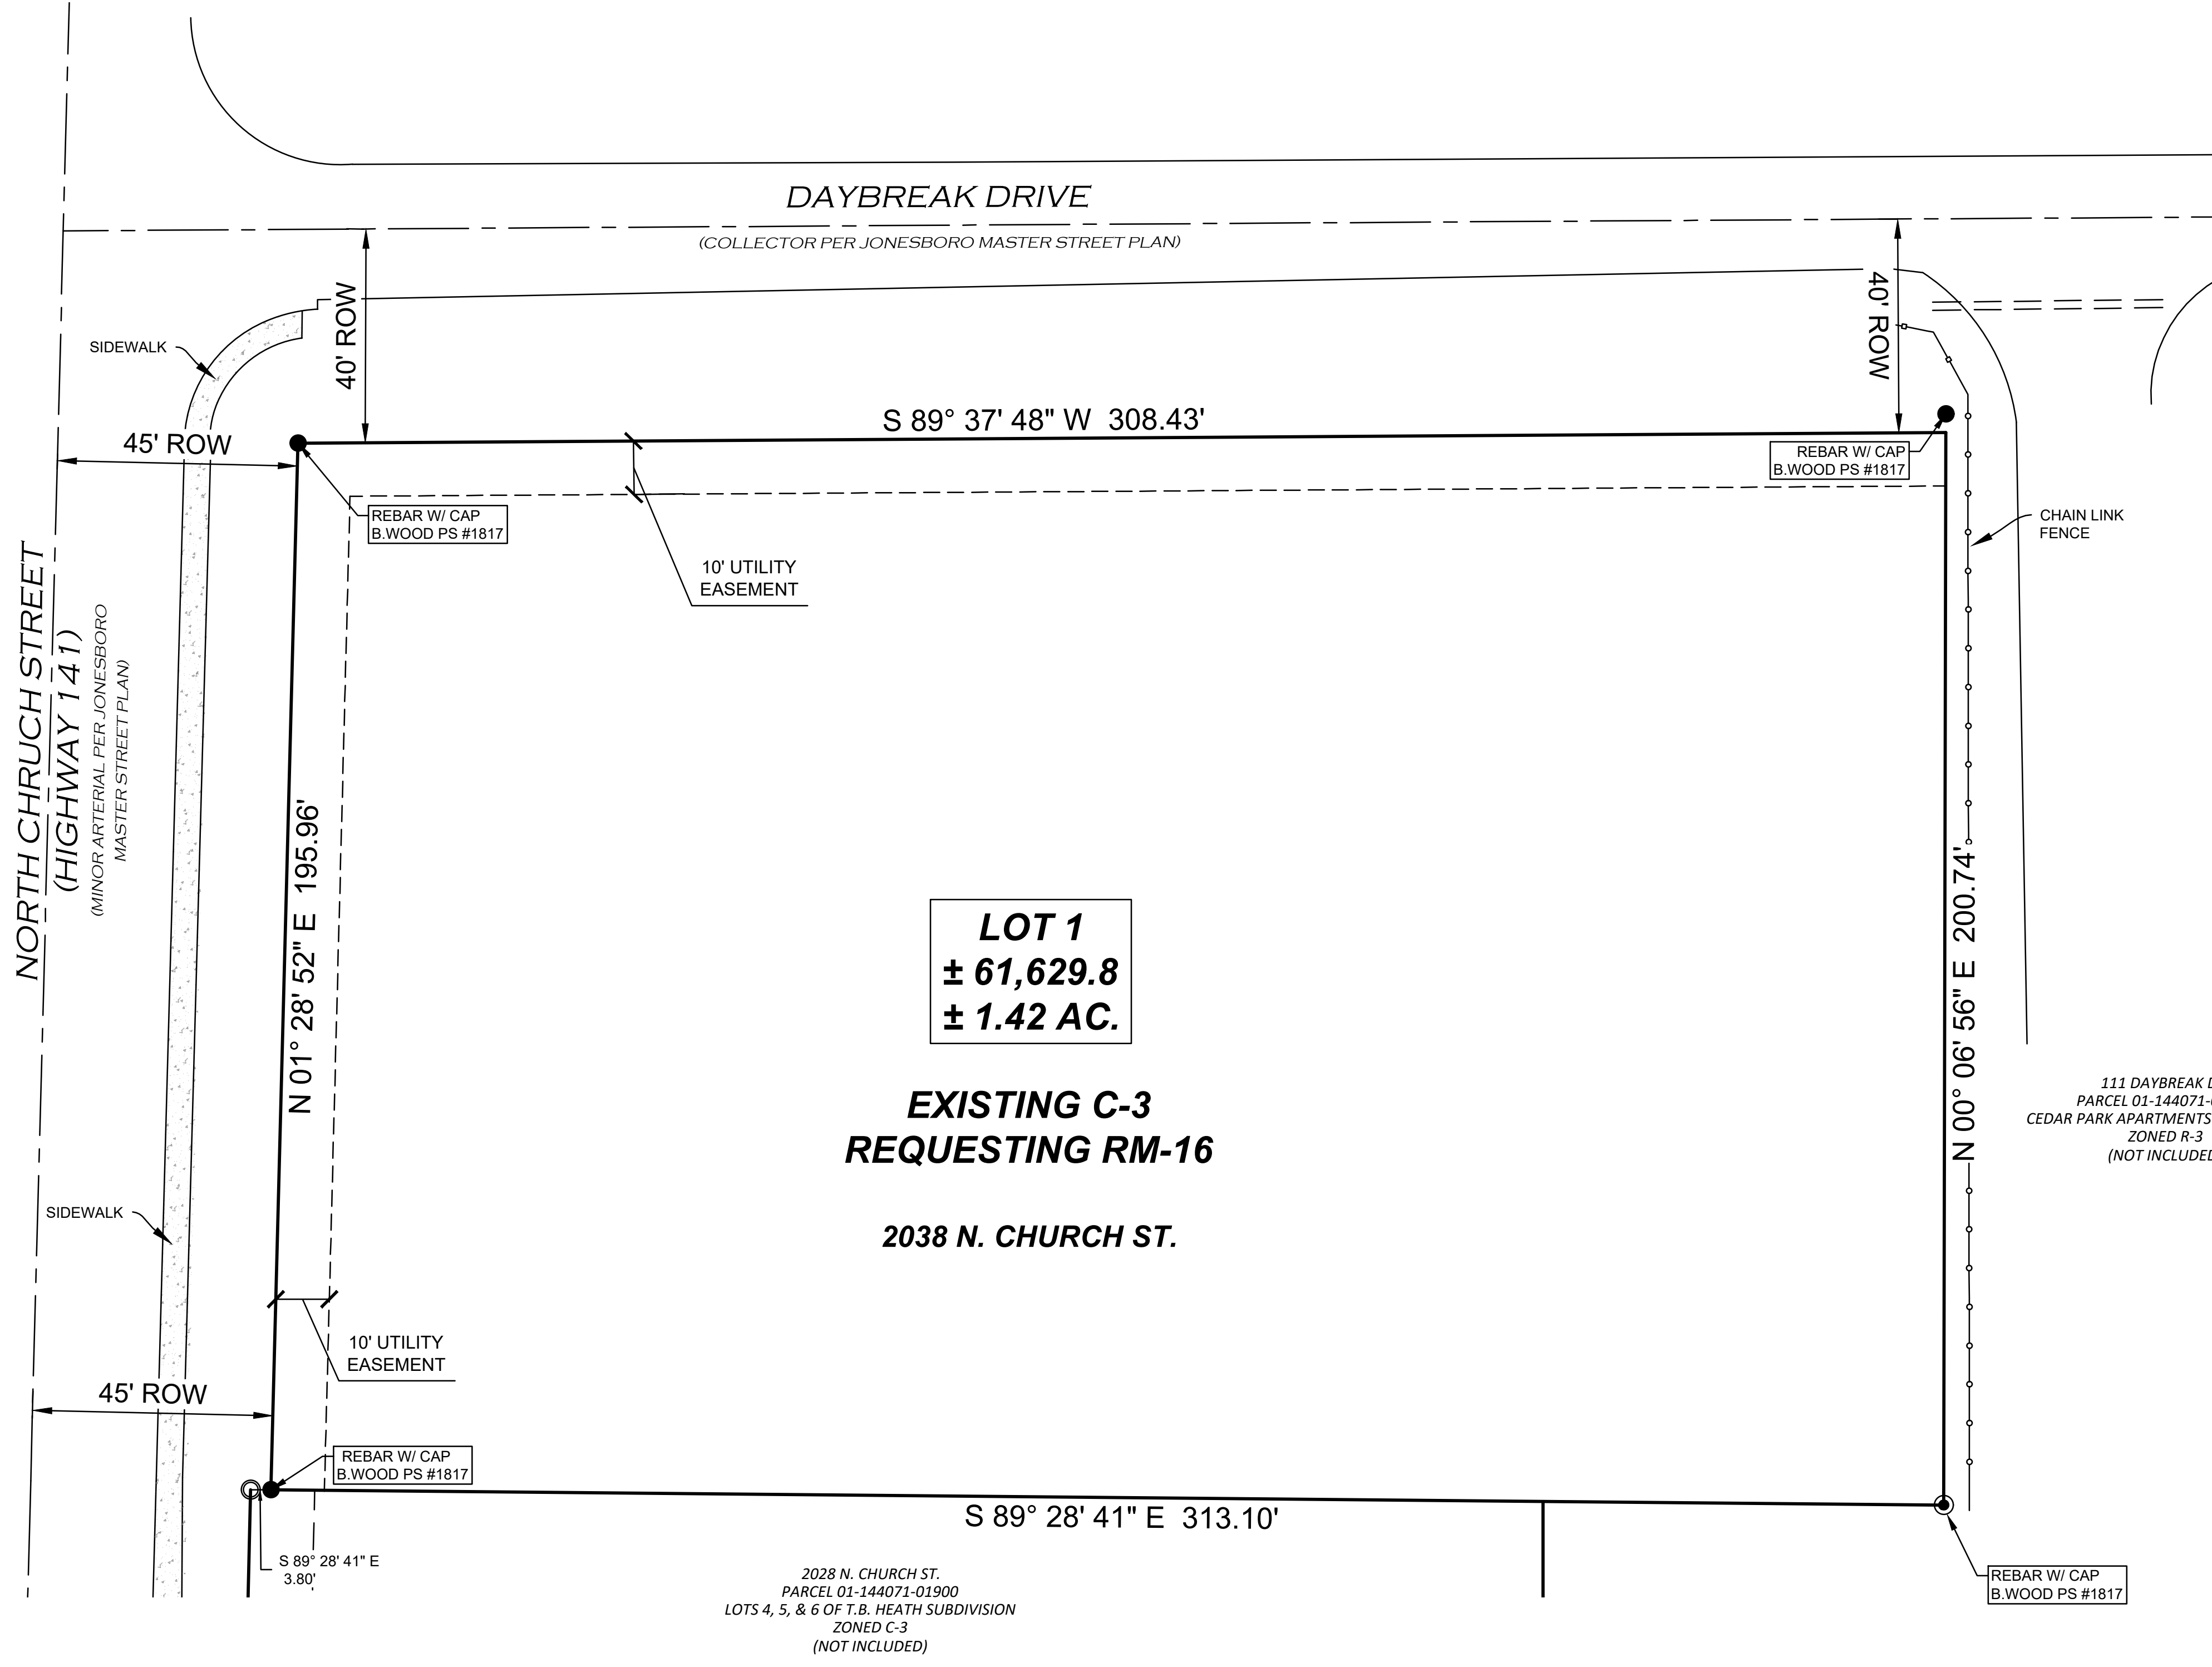 DAYBREAK DRIVE
(COLLECTOR PER JONESBORO MASTER STREET PLAN)
40' ROW
40' ROW
SIDEWALK
45' ROW
S 89° 37' 48" W 308.43'
REBAR W/ CAP
B.WOOD PS #1817
REBAR W/ CAP
B.WOOD PS #1817
CHAIN LINK
FENCE
10' UTILITY
EASEMENT
NORTH CHRUCH STREET
(HIGHWAY 141)
(MINOR ARTERIAL PER JONESBORO
MASTER STREET PLAN)
N 01° 28' 52" E 195.96'
LOT 1
± 61,629.8
± 1.42 AC.
EXISTING C-3
REQUESTING RM-16
2038 N. CHURCH ST.
N 00° 06' 56" E 200.74'
111 DAYBREAK
PARCEL 01-144071-
CEDAR PARK APARTMENTS
ZONED R-3
(NOT INCLUDED
SIDEWALK
10' UTILITY
EASEMENT
45' ROW
REBAR W/ CAP
B.WOOD PS #1817
S 89° 28' 41" E 313.10'
S 89° 28' 41" E
3.80'
2028 N. CHURCH ST.
PARCEL 01-144071-01900
LOTS 4, 5, & 6 OF T.B. HEATH SUBDIVISION
ZONED C-3
(NOT INCLUDED)
REBAR W/ CAP
B.WOOD PS #1817